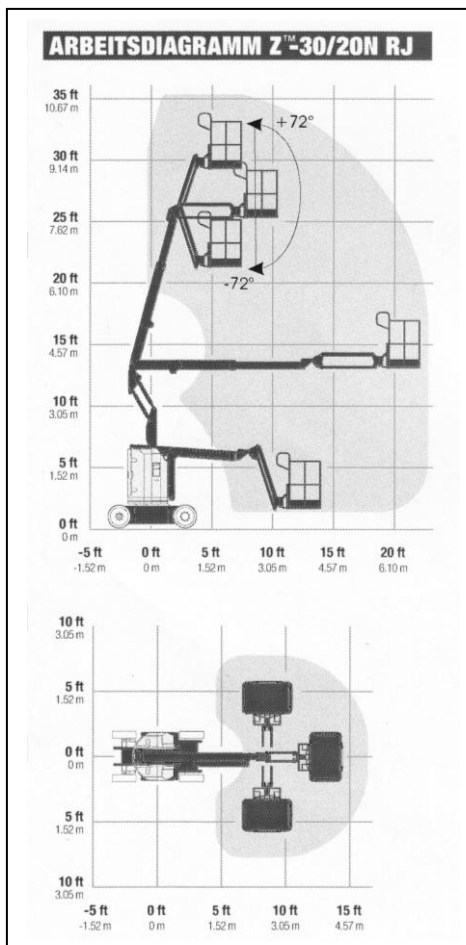 ARBEITSDIAGRAMM Z™-30/20N RJ
35 ft
10.67 m
+72°
30 ft
9.14 m
25 ft
7.62 m
-72°
20 ft
6.10 m
15 ft
4.57 m
10 ft
3.05 m
5 ft
1.52 m
0 ft
0 m
-5 ft 0 ft 5 ft 10 ft 15 ft 20 ft
-1.52 m 0 m 1.52 m 3.05 m 4.57 m 6.10 m
10 ft
3.05 m
5 ft
1.52 m
0 ft
0 m
5 ft
1.52 m
10 ft
3.05 m
-5 ft 0 ft 5 ft 10 ft 15 ft
-1.52 m 0 m 1.52 m 3.05 m 4.57 m